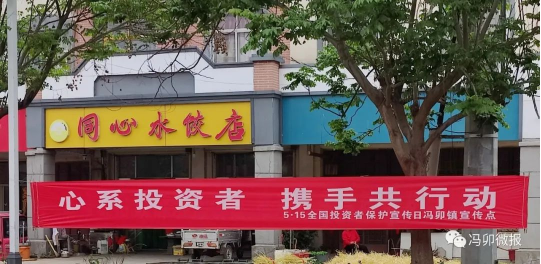 同心水饺店
心系投资者 携手共行动
5·15全国投资者保护宣传日冯卯镇宣传点
冯卯微报